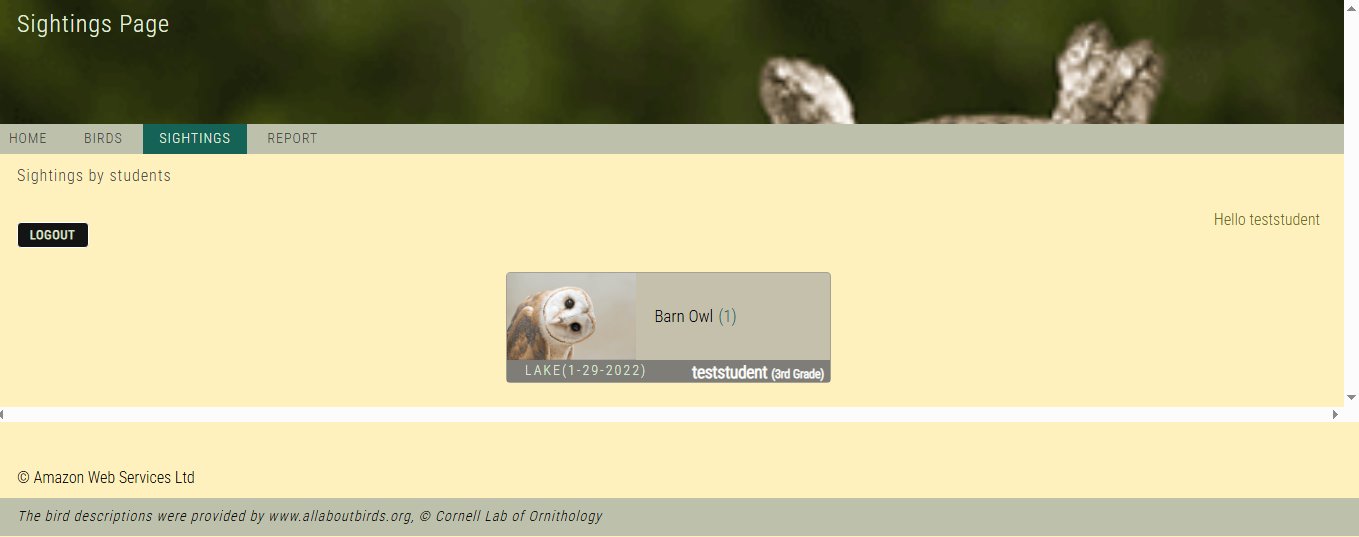 Sightings Page
HOME BIRDS SIGHTINGS REPORT
Sightings by students
Hello teststudent
LOGOUT
Barn Owl (1)
LAKE(1-29-2022) teststudent (3rd Grade)
© Amazon Web Services Ltd
The bird descriptions were provided by www.allaboutbirds.org, © Cornell Lab of Ornithology